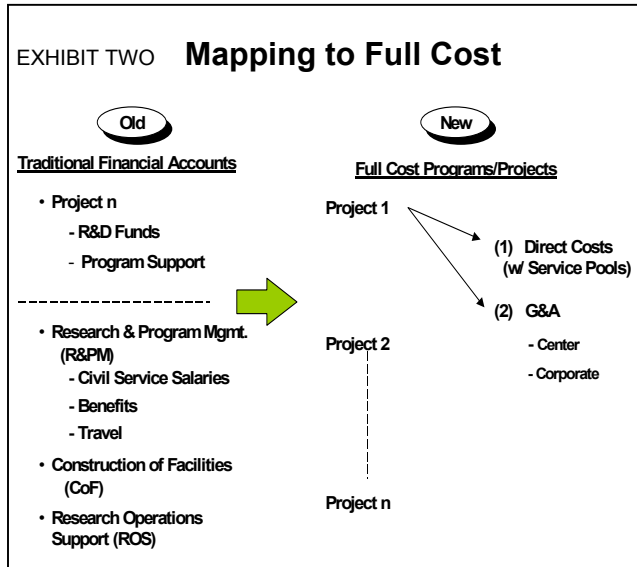 EXHIBIT TWO Mapping to Full Cost
Old
Traditional Financial Accounts
• Project n
- R&D Funds
- Program Support
• Research & Program Mgmt.
(R&PM)
- Civil Service Salaries
- Benefits
- Travel
• Construction of Facilities
(CoF)
• Research Operations
Support (ROS)
New
Full Cost Programs/Projects
Project 1
(1) Direct Costs
(w/ Service Pools)
(2) G&A
- Center
- Corporate
Project 2
Project n